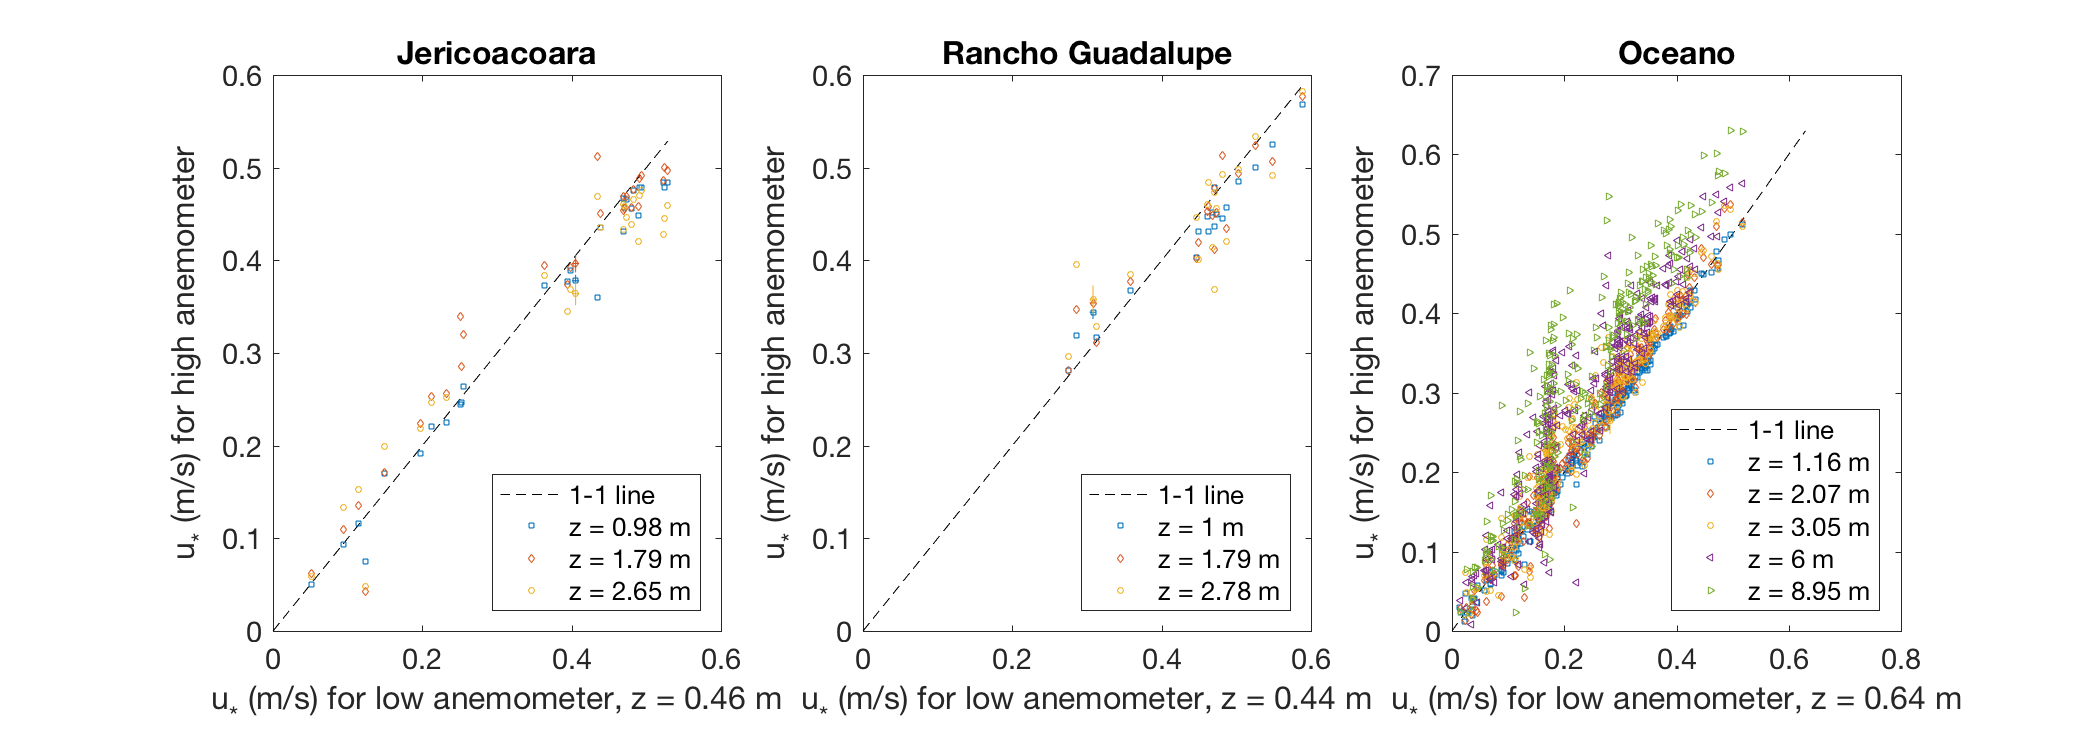 Jericoacoara
0.6
0.5
0.4
0.3
0.2
0.1
0
0
0.2
0.4
0.6
u* (m/s) for high anemometer
u* (m/s) for low anemometer, z = 0.46 m
1-1 line
z = 0.98 m
z = 1.79 m
z = 2.65 m
Rancho Guadalupe
0.6
0.5
0.4
0.3
0.2
0.1
0
0
0.2
0.4
0.6
u* (m/s) for high anemometer
u* (m/s) for low anemometer, z = 0.44 m
1-1 line
z = 1 m
z = 1.79 m
z = 2.78 m
Oceano
0.7
0.6
0.5
0.4
0.3
0.2
0.1
0
0
0.2
0.4
0.6
0.8
u* (m/s) for high anemometer
u* (m/s) for low anemometer, z = 0.64 m
1-1 line
z = 1.16 m
z = 2.07 m
z = 3.05 m
z = 6 m
z = 8.95 m